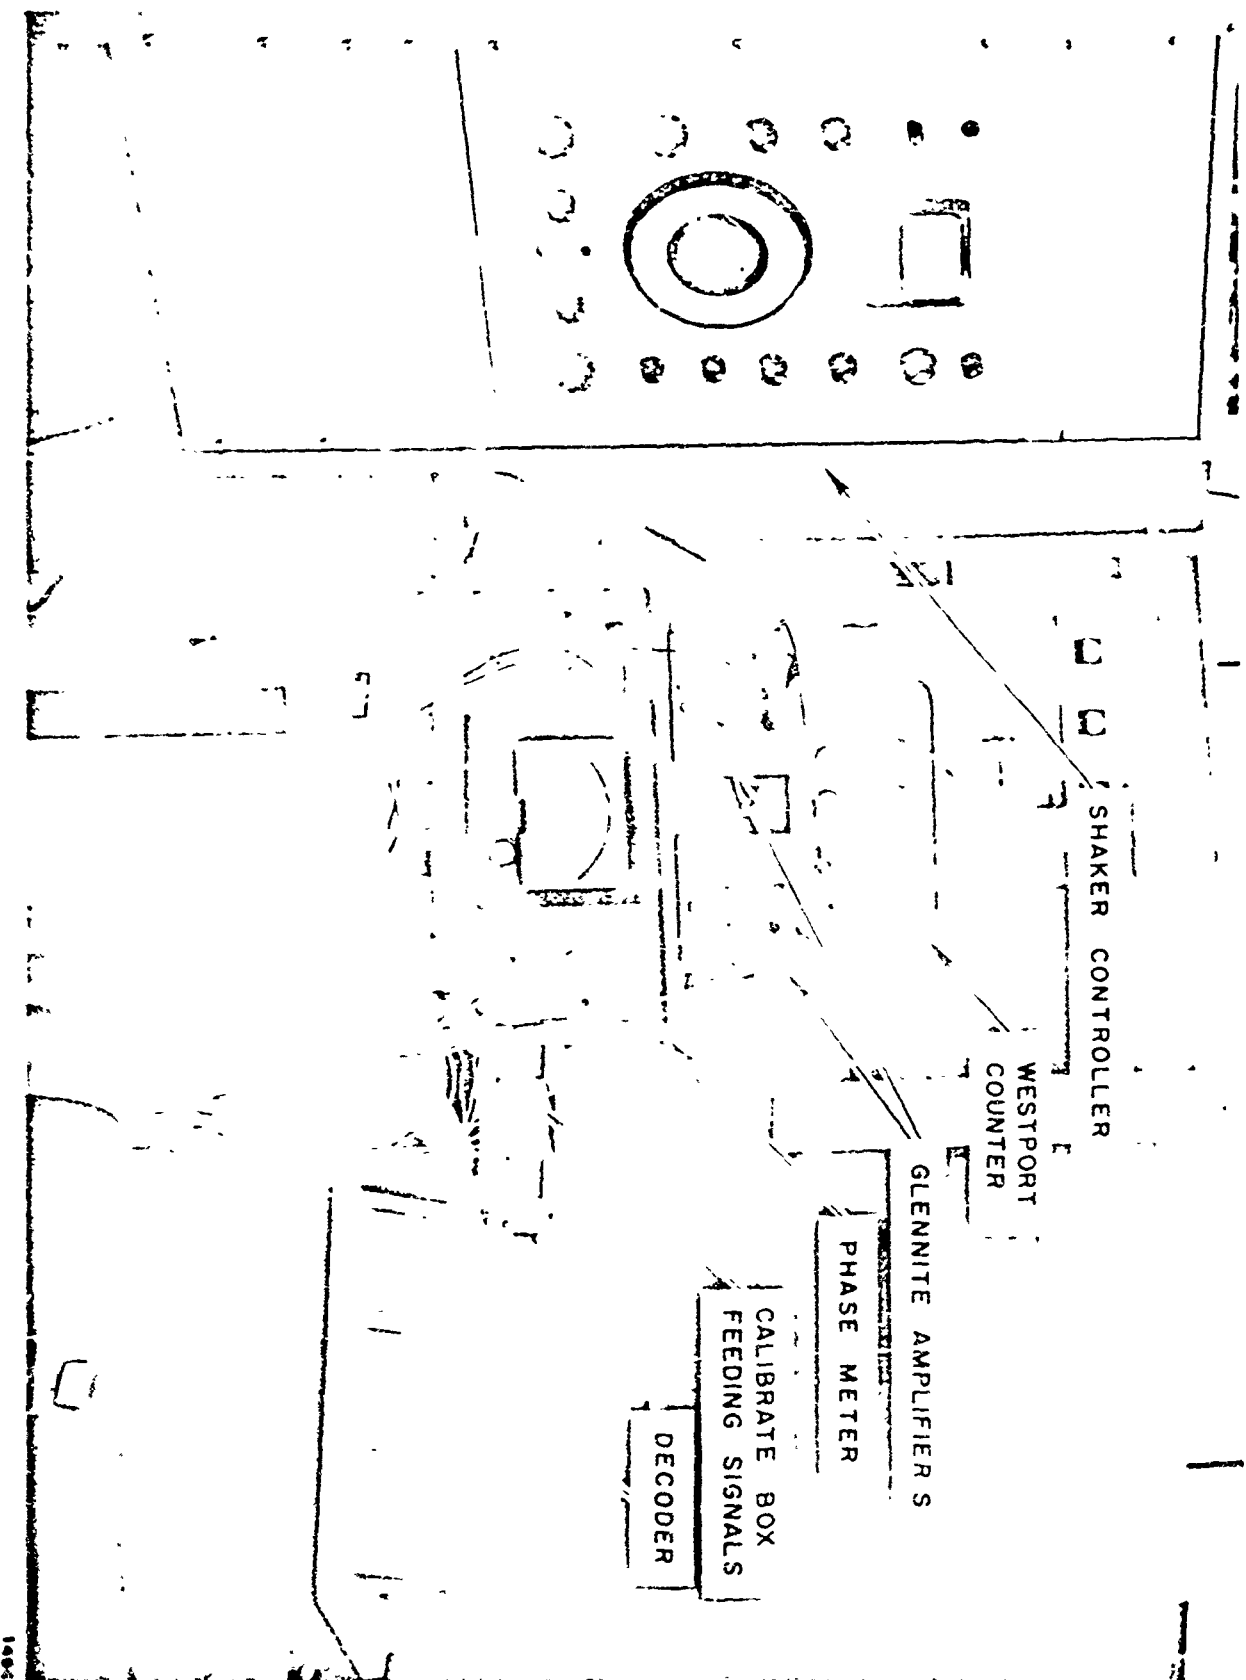 SHAKER CONTROLLER
WESTPORT
COUNTER
GLENNITE AMPLIFIERS
PHASE METER
CALIBRATE BOX
FEEDING SIGNALS
DECODER